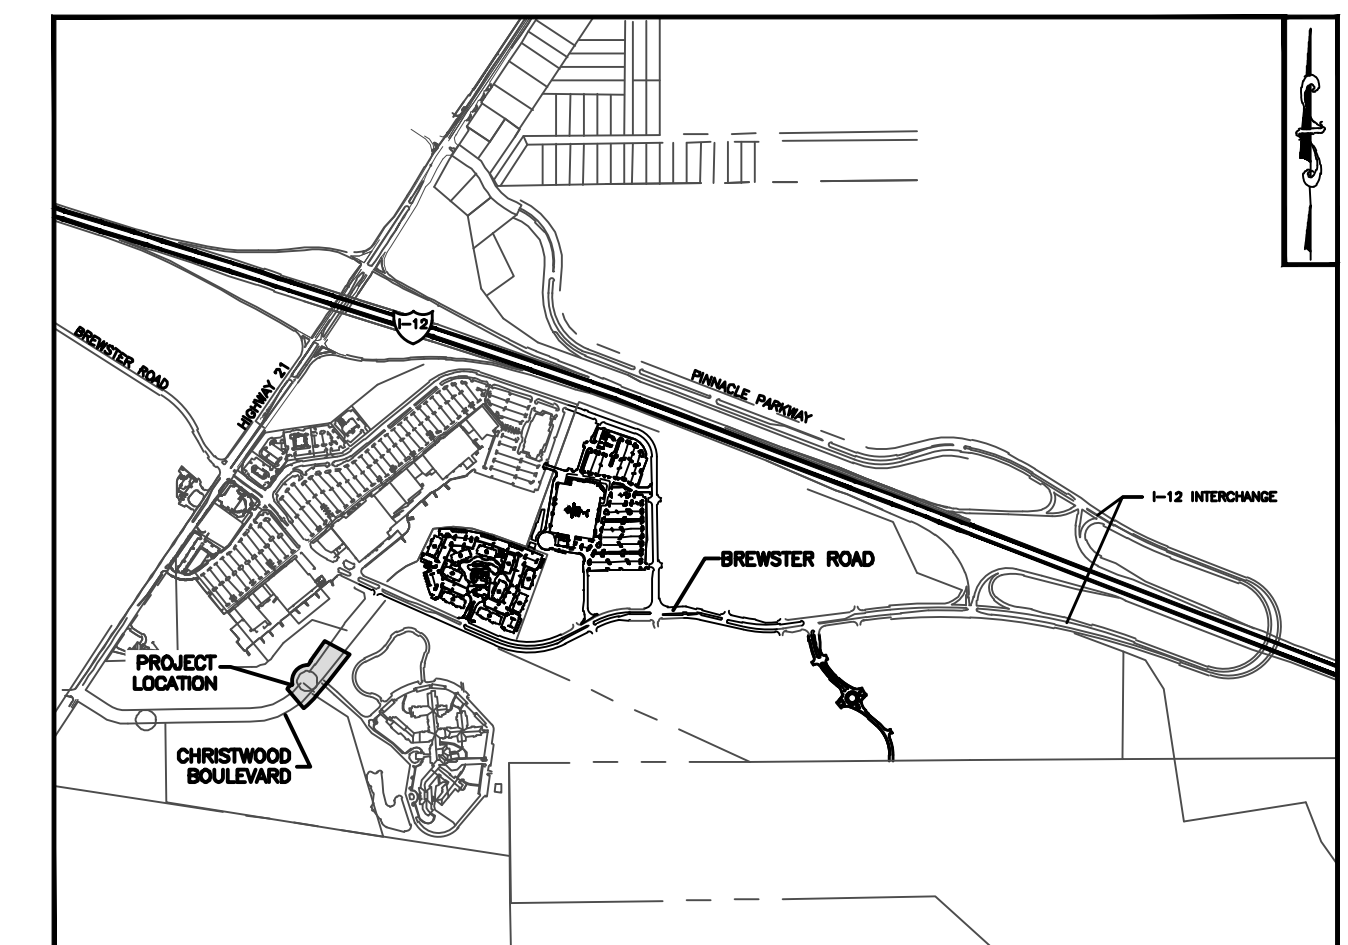 I-12
BREWSTER ROAD
HIGHWAY 21
PINNACLE PARKWAY
I-12 INTERCHANGE
BREWSTER ROAD
PROJECT
LOCATION
CHRISTWOOD
BOULEVARD